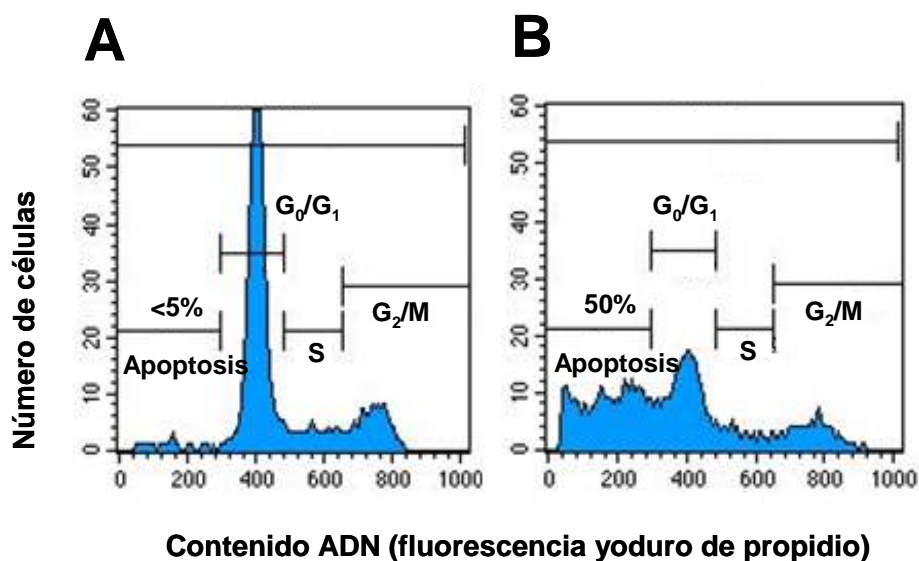 A
B
Número de células
60
50
40
30
20
10
0
G₀/G₁
<5%
Apoptosis
S
G₂/M
0 200 400 600 800 1000
60
50
40
30
20
10
0
G₀/G₁
50%
Apoptosis
S
G₂/M
0 200 400 600 800 1000
Contenido ADN (fluorescencia yoduro de propidio)